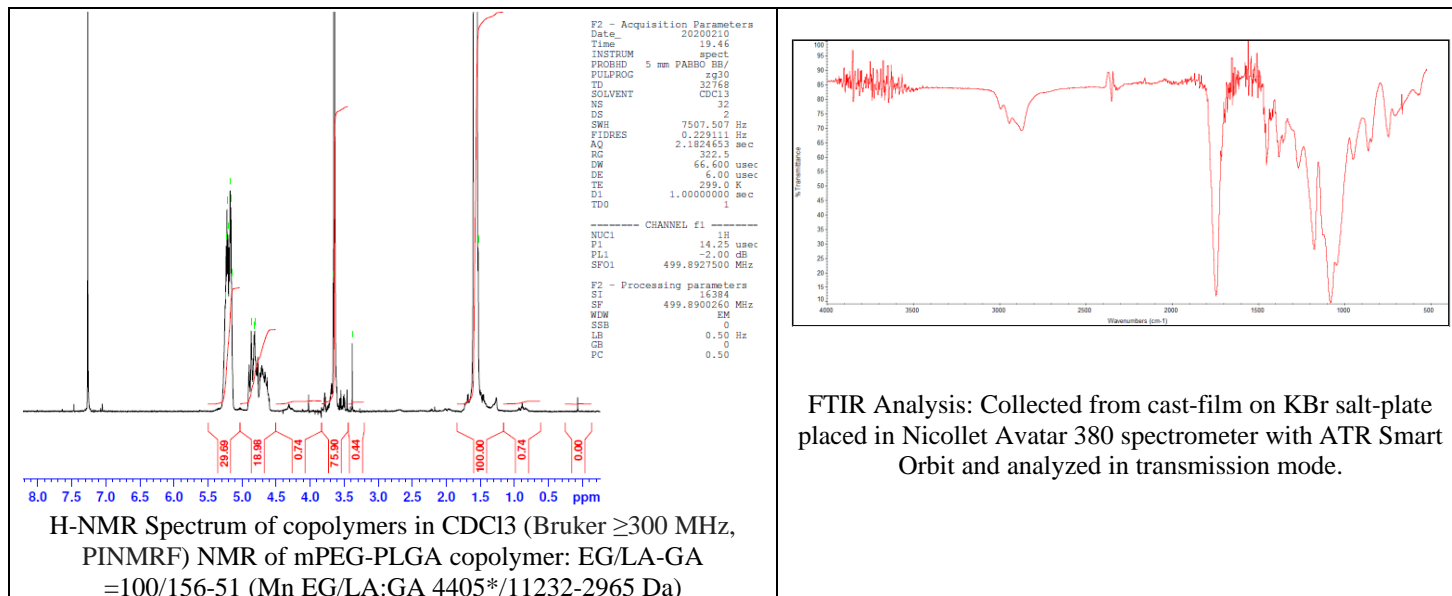 F2 - Acquisition Parameters
Date_ 20200210
Time 19.46
INSTRUM spect
PROBHD 5 mm PABBO BB/
PULPROG zg30
TD 32768
SOLVENT CDCl3
NS 32
DS 2
SWH 7507.507 Hz
FIDRES 0.229111 Hz
AQ 2.1824653 sec
RG 322.5
DW 66.600 usec
DE 6.00 usec
TE 299.0 K
D1 1.00000000 sec
TD0 1
======== CHANNEL f1 ========
NUC1 1H
P1 14.25 usec
PL1 -2.00 dB
SFO1 499.8927500 MHz
F2 - Processing parameters
SI 16384
SF 499.8900260 MHz
WDW EM
SSB 0
LB 0.50 Hz
GB 0
PC 0.50
29.69 18.98 0.74 75.90 0.44 100.00 0.74 0.00
8.0 7.5 7.0 6.5 6.0 5.5 5.0 4.5 4.0 3.5 3.0 2.5 2.0 1.5 1.0 0.5 ppm
H-NMR Spectrum of copolymers in CDCl3 (Bruker ≥300 MHz,
PINMRF) NMR of mPEG-PLGA copolymer: EG/LA-GA
=100/156-51 (Mn EG/LA:GA 4405*/11232-2965 Da)
100
95
90
85
80
75
70
65
60
55
50
45
40
35
30
25
20
15
10
%Transmittance
4000 3500 3000 2500 2000 1500 1000 500
Wavenumbers (cm-1)
FTIR Analysis: Collected from cast-film on KBr salt-plate
placed in Nicollet Avatar 380 spectrometer with ATR Smart
Orbit and analyzed in transmission mode.